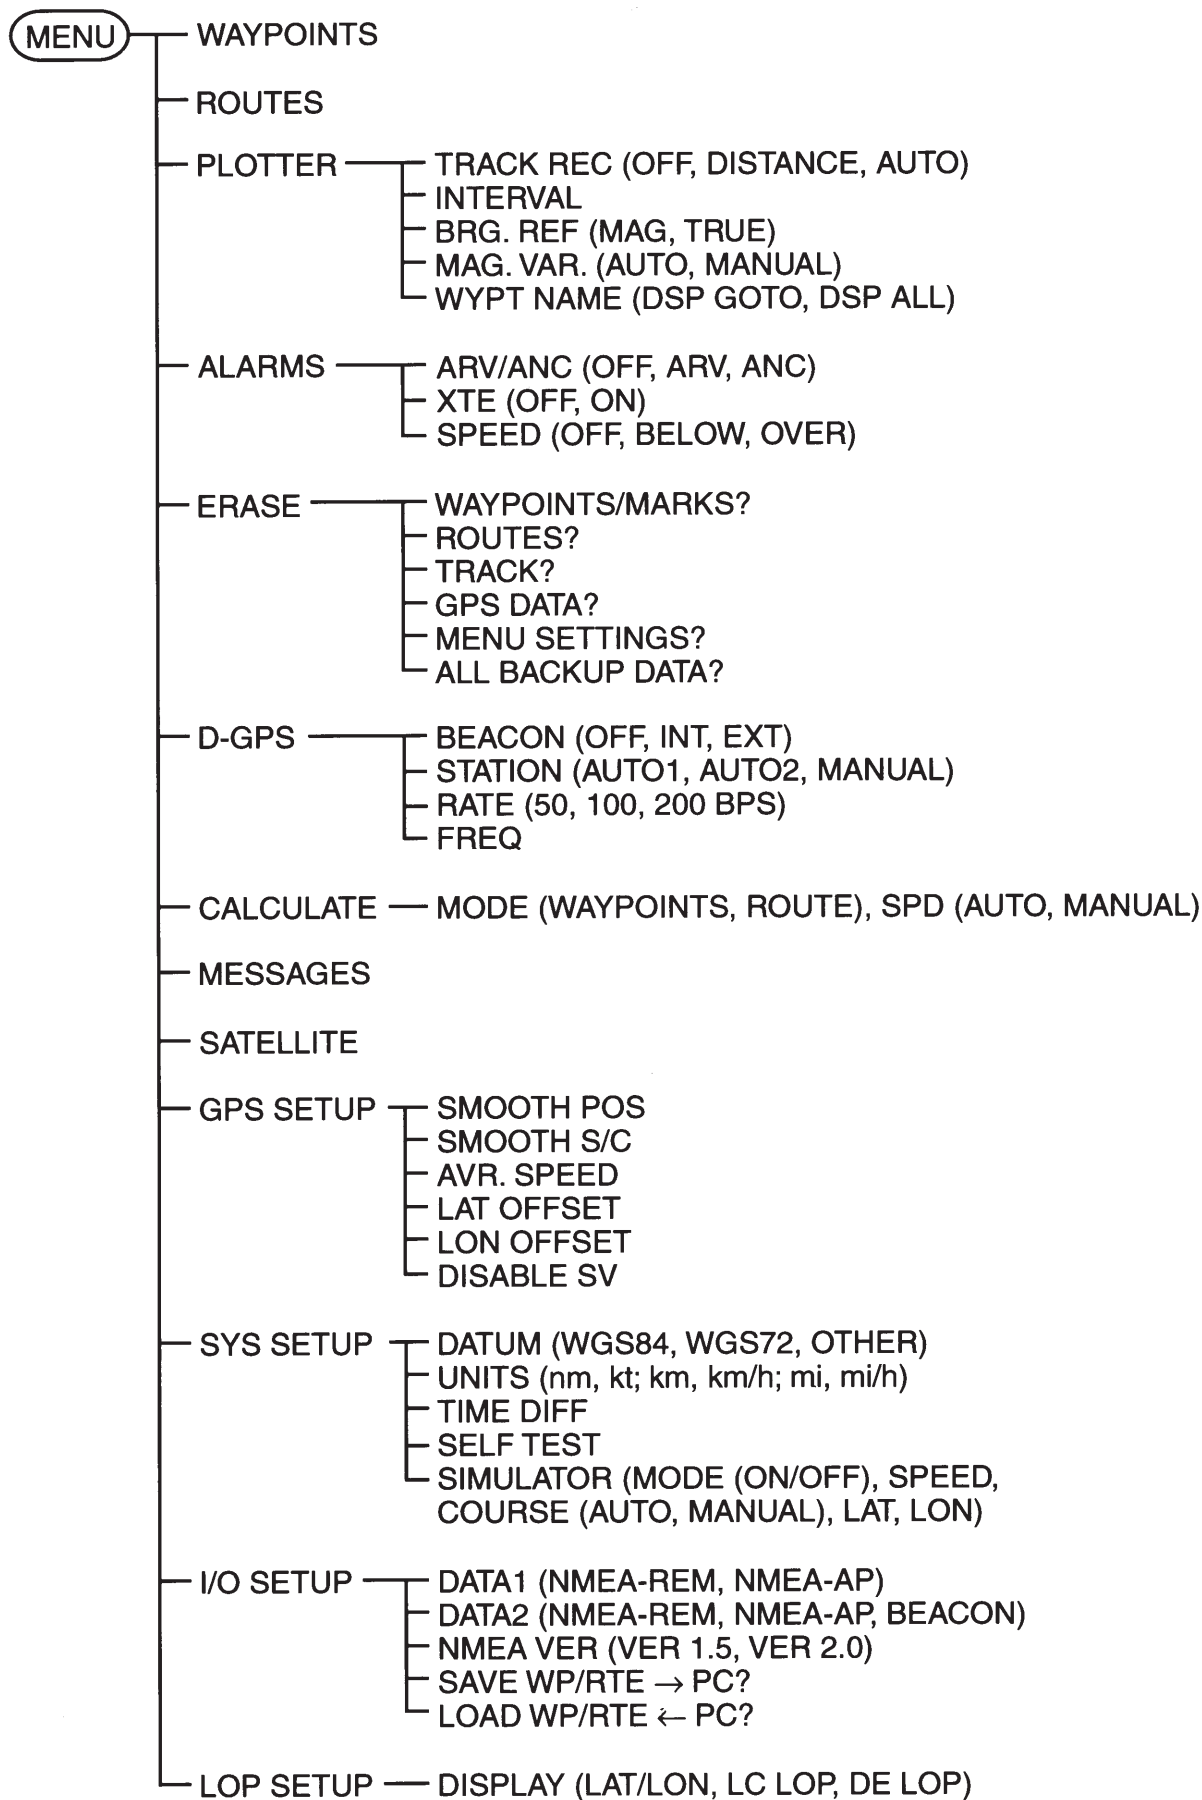 MENU WAYPOINTS
ROUTES
PLOTTER TRACK REC (OFF, DISTANCE, AUTO)
INTERVAL
BRG. REF (MAG, TRUE)
MAG. VAR. (AUTO, MANUAL)
WYPT NAME (DSP GOTO, DSP ALL)
ALARMS ARV/ANC (OFF, ARV, ANC)
XTE (OFF, ON)
SPEED (OFF, BELOW, OVER)
ERASE WAYPOINTS/MARKS?
ROUTES?
TRACK?
GPS DATA?
MENU SETTINGS?
ALL BACKUP DATA?
D-GPS BEACON (OFF, INT, EXT)
STATION (AUTO1, AUTO2, MANUAL)
RATE (50, 100, 200 BPS)
FREQ
CALCULATE MODE (WAYPOINTS, ROUTE), SPD (AUTO, MANUAL)
MESSAGES
SATELLITE
GPS SETUP SMOOTH POS
SMOOTH S/C
AVR. SPEED
LAT OFFSET
LON OFFSET
DISABLE SV
SYS SETUP DATUM (WGS84, WGS72, OTHER)
UNITS (nm, kt; km, km/h; mi, mi/h)
TIME DIFF
SELF TEST
SIMULATOR (MODE (ON/OFF), SPEED,
COURSE (AUTO, MANUAL), LAT, LON)
I/O SETUP DATA1 (NMEA-REM, NMEA-AP)
DATA2 (NMEA-REM, NMEA-AP, BEACON)
NMEA VER (VER 1.5, VER 2.0)
SAVE WP/RTE → PC?
LOAD WP/RTE ← PC?
LOP SETUP DISPLAY (LAT/LON, LC LOP, DE LOP)